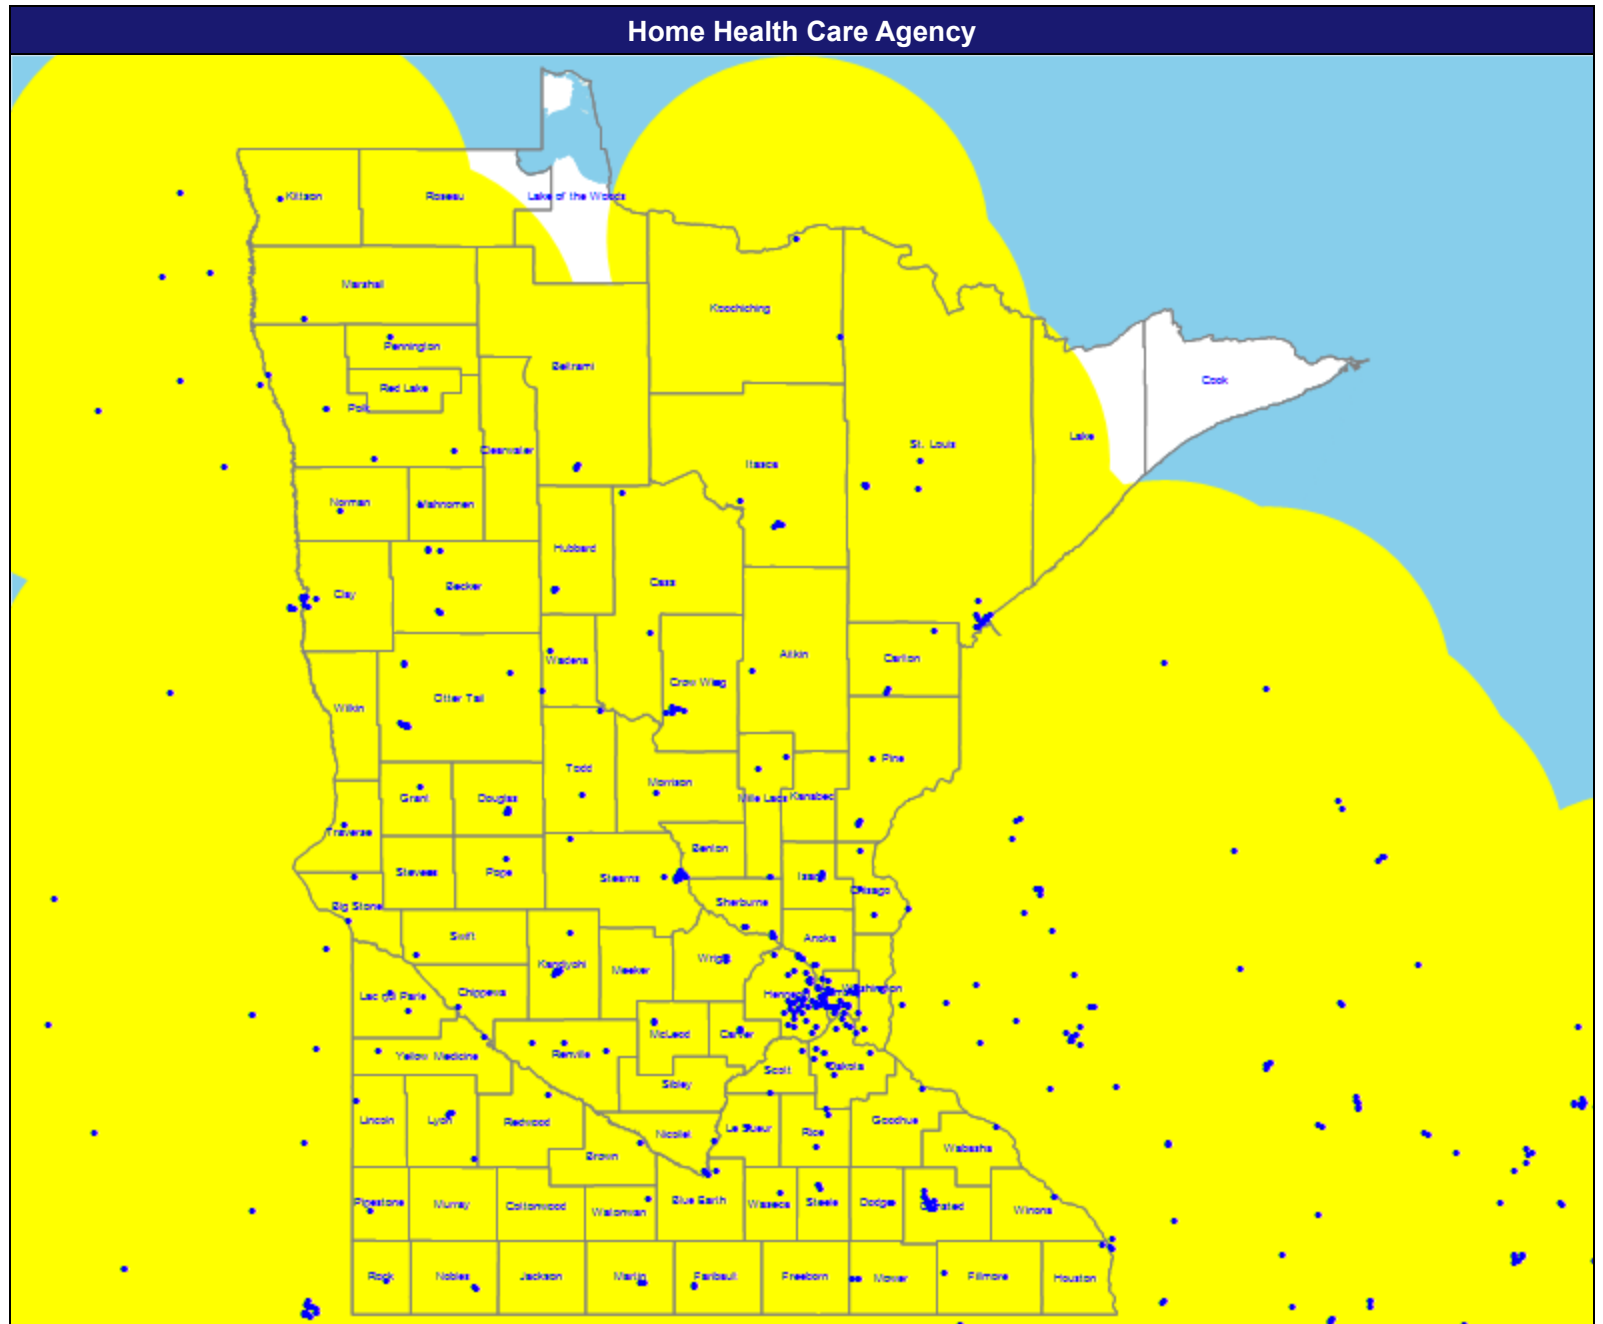 Home Health Care Agency
Kittson
Roseau
Lake of the Woods
Marshall
Koochiching
Pennington
Beltrami
Red Lake
Cook
Polk
Lake
St. Louis
Clearwater
Itasca
Norman
Mahnomen
Hubbard
Cass
Becker
Clay
Aitkin
Carlton
Wadena
Crow Wing
Otter Tail
Wilkin
Pine
Todd
Morrison
Grant
Douglas
Mille Lacs
Kanabec
Traverse
Benton
Stevens
Pope
Stearns
Isanti
Chisago
Sherburne
Big Stone
Swift
Anoka
Wright
Kandiyohi
Meeker
Washington
Hennepin
Chippewa
Lac qui Parle
McLeod
Carver
Renville
Yellow Medicine
Dakota
Scott
Sibley
Lincoln
Lyon
Redwood
Goodhue
Le Sueur
Rice
Nicollet
Wabasha
Brown
Blue Earth
Pipestone
Murray
Cottonwood
Watonwan
Waseca
Steele
Dodge
Olmsted
Winona
Rock
Nobles
Jackson
Martin
Faribault
Freeborn
Mower
Fillmore
Houston